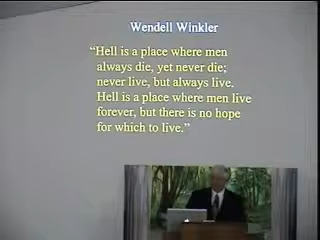 Wendell Winkler
“Hell is a place where men
always die, yet never die;
never live, but always live.
Hell is a place where men live
forever, but there is no hope
for which to live.”